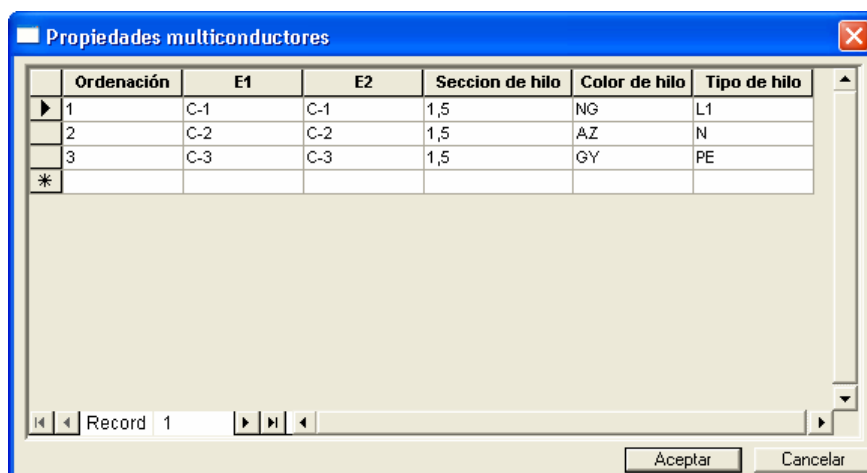 Propiedades multiconductores
Ordenación E1 E2 Seccion de hilo Color de hilo Tipo de hilo
1 C-1 C-1 1,5 NG L1
2 C-2 C-2 1,5 AZ N
3 C-3 C-3 1,5 GY PE
Record 1
Aceptar Cancelar